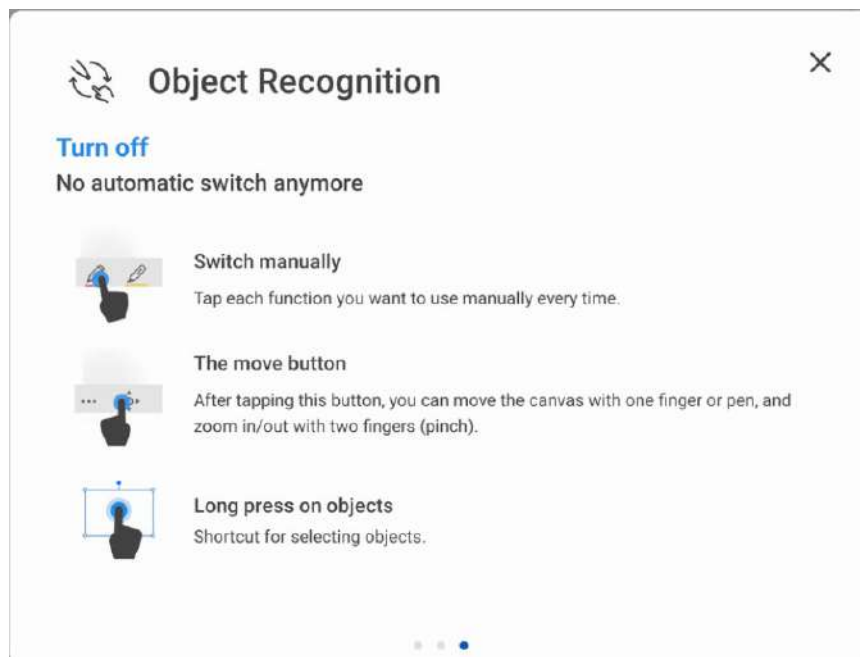 Object Recognition
Turn off
No automatic switch anymore
Switch manually
Tap each function you want to use manually every time.
The move button
After tapping this button, you can move the canvas with one finger or pen, and
zoom in/out with two fingers (pinch).
Long press on objects
Shortcut for selecting objects.